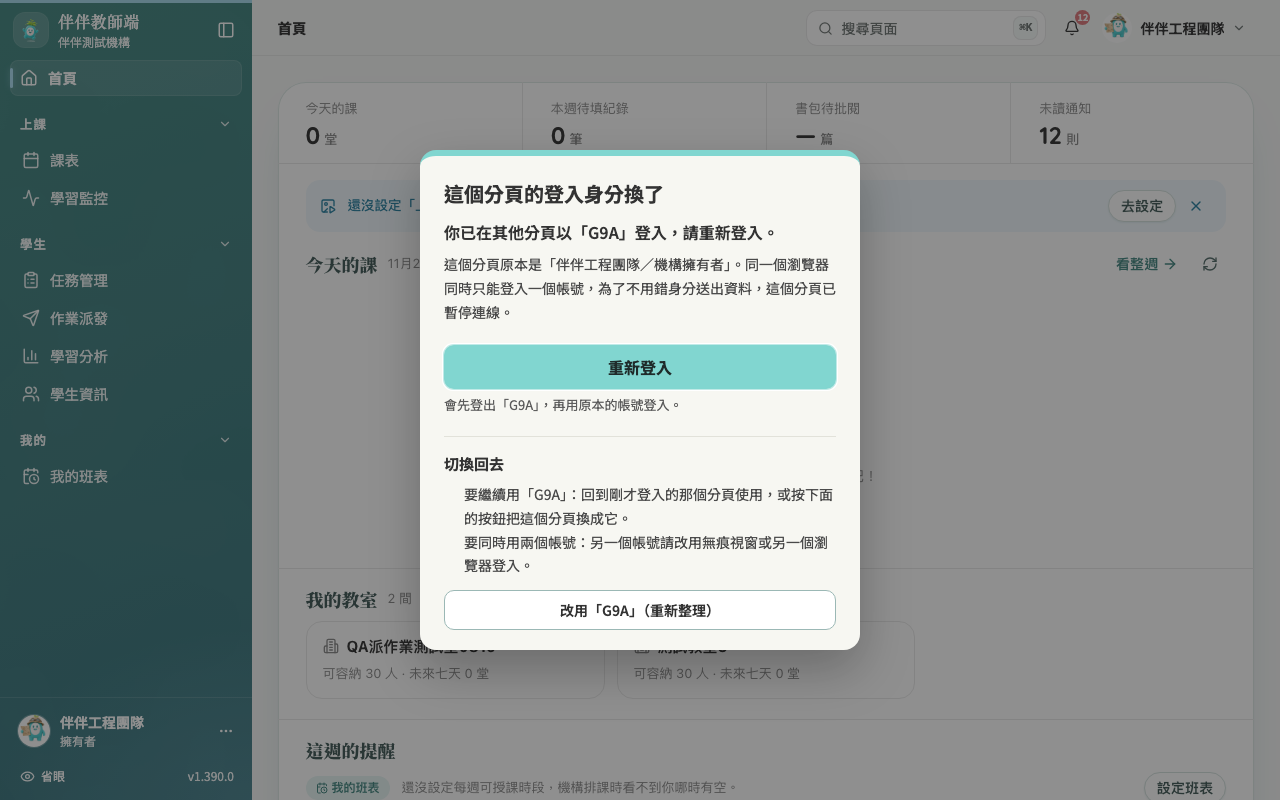 伴伴教師端
伴伴測試機構
首頁
上課
課表
學習監控
學生
任務管理
作業派發
學習分析
學生資訊
我的
我的班表
伴伴工程團隊
擁有者
省眼
v1.390.0
首頁
搜尋頁面
⌘K
12
伴伴工程團隊
今天的課
0 堂
本週待填紀錄
0 筆
書包待批閱
— 篇
未讀通知
12 則
還沒設定「
去設定
今天的課 11月2
看整週
這個分頁的登入身分換了
你已在其他分頁以「G9A」登入，請重新登入。
這個分頁原本是「伴伴工程團隊／機構擁有者」。同一個瀏覽器
同時只能登入一個帳號，為了不用錯身分送出資料，這個分頁已
暫停連線。
重新登入
會先登出「G9A」，再用原本的帳號登入。
切換回去
要繼續用「G9A」：回到剛才登入的那個分頁使用，或按下面
的按鈕把這個分頁換成它。
要同時用兩個帳號：另一個帳號請改用無痕視窗或另一個瀏
覽器登入。
改用「G9A」（重新整理）
！
我的教室 2 間
QA派作業測
可容納 30 人 · 未來七天 0 堂
可容納 30 人 · 未來七天 0 堂
這週的提醒
我的班表
還沒設定每週可授課時段，機構排課時看不到你哪時有空。
設定班表